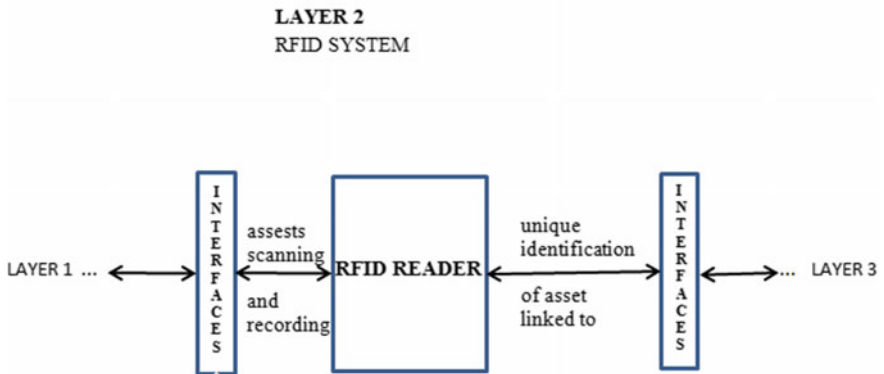 LAYER 2
RFID SYSTEM
LAYER 1 ...
INTERFACES
assests
scanning
and
recording
RFID READER
unique
identification
of asset
linked to
INTERFACES
... LAYER 3